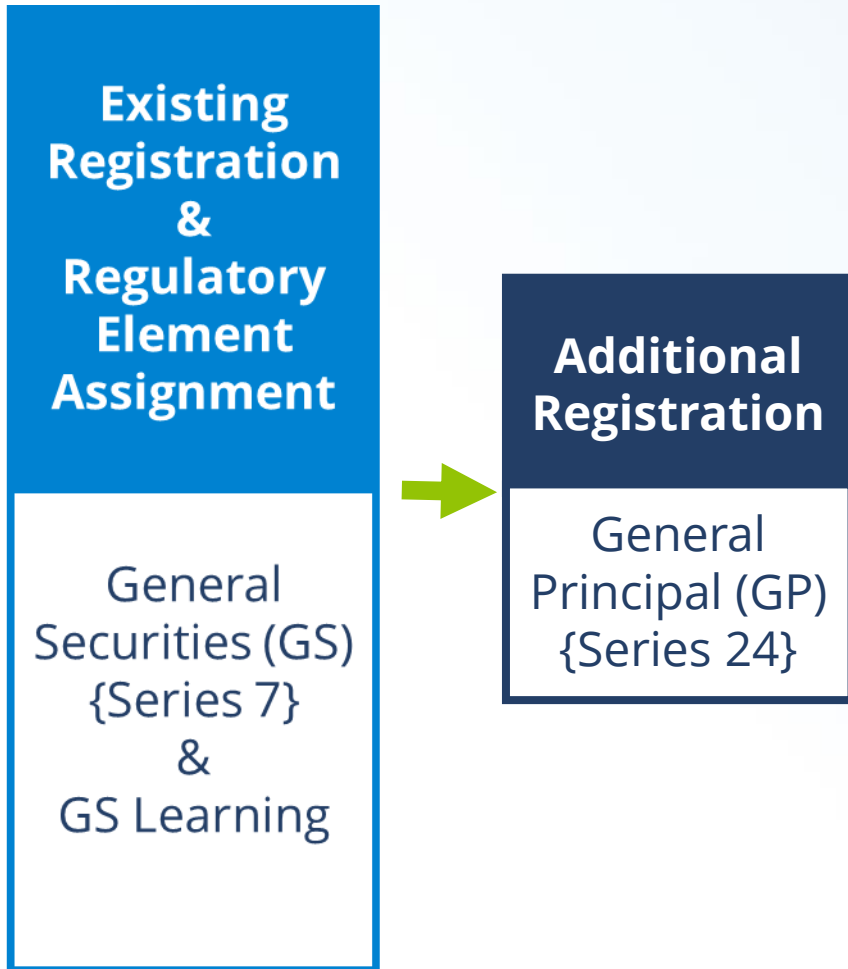 Existing
Registration
&
Regulatory
Element
Assignment
General
Securities (GS)
{Series 7}
&
GS Learning
Additional
Registration
General
Principal (GP)
{Series 24}